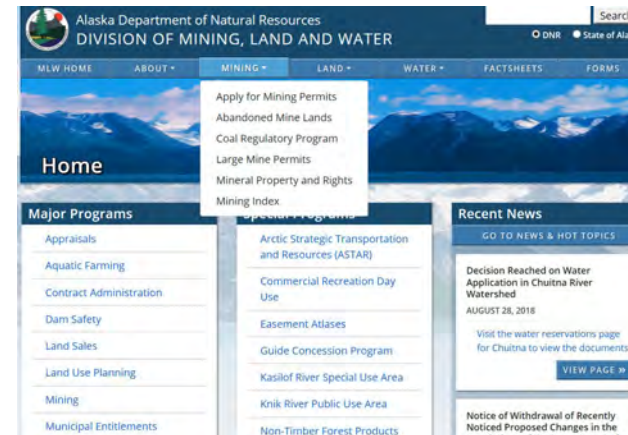 Alaska Department of Natural Resources
DIVISION OF MINING, LAND AND WATER
Search
DNR State of Ala
MLW HOME ABOUT MINING LAND WATER FACTSHEETS FORMS
Apply for Mining Permits
Abandoned Mine Lands
Coal Regulatory Program
Large Mine Permits
Mineral Property and Rights
Mining Index
Home
Major Programs
Appraisals
Aquatic Farming
Contract Administration
Dam Safety
Land Sales
Land Use Planning
Mining
Municipal Entitlements
Special Programs
Arctic Strategic Transportation
and Resources (ASTAR)
Commercial Recreation Day
Use
Easement Atlases
Guide Concession Program
Kasilof River Special Use Area
Knik River Public Use Area
Non-Timber Forest Products
Recent News
GO TO NEWS & HOT TOPICS
Decision Reached on Water
Application in Chuitna River
Watershed
AUGUST 28, 2018
Visit the water reservations page
for Chuitna to view the documents
VIEW PAGE »
Notice of Withdrawal of Recently
Noticed Proposed Changes in the